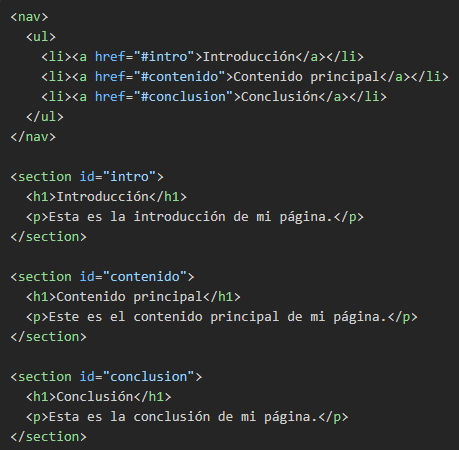 <nav>
  <ul>
    <li><a href="#intro">Introducción</a></li>
    <li><a href="#contenido">Contenido principal</a></li>
    <li><a href="#conclusion">Conclusión</a></li>
  </ul>
</nav>

<section id="intro">
  <h1>Introducción</h1>
  <p>Esta es la introducción de mi página.</p>
</section>

<section id="contenido">
  <h1>Contenido principal</h1>
  <p>Este es el contenido principal de mi página.</p>
</section>

<section id="conclusion">
  <h1>Conclusión</h1>
  <p>Esta es la conclusión de mi página.</p>
</section>